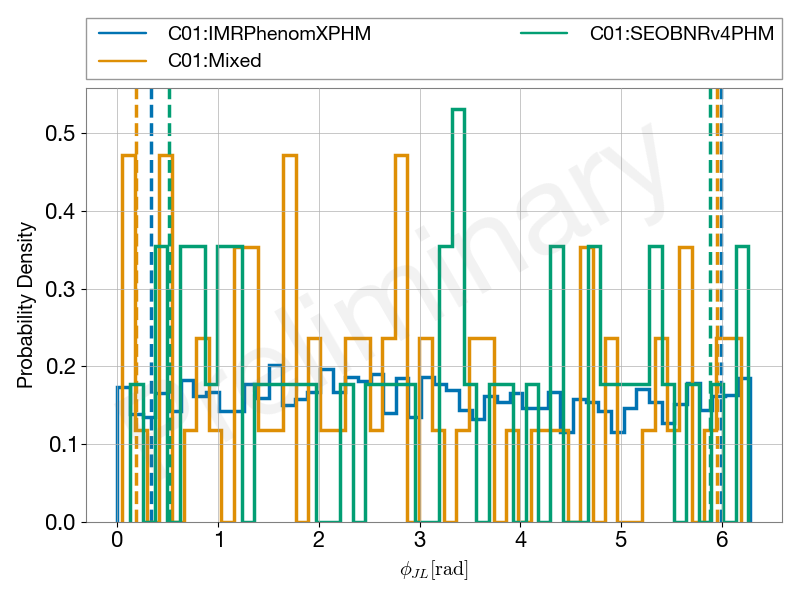 C01:IMRPhenomXPHM
C01:Mixed
C01:SEOBNRv4PHM
Preliminary
Probability Density
0.5
0.4
0.3
0.2
0.1
0.0
0 1 2 3 4 5 6
ϕ_JL[rad]